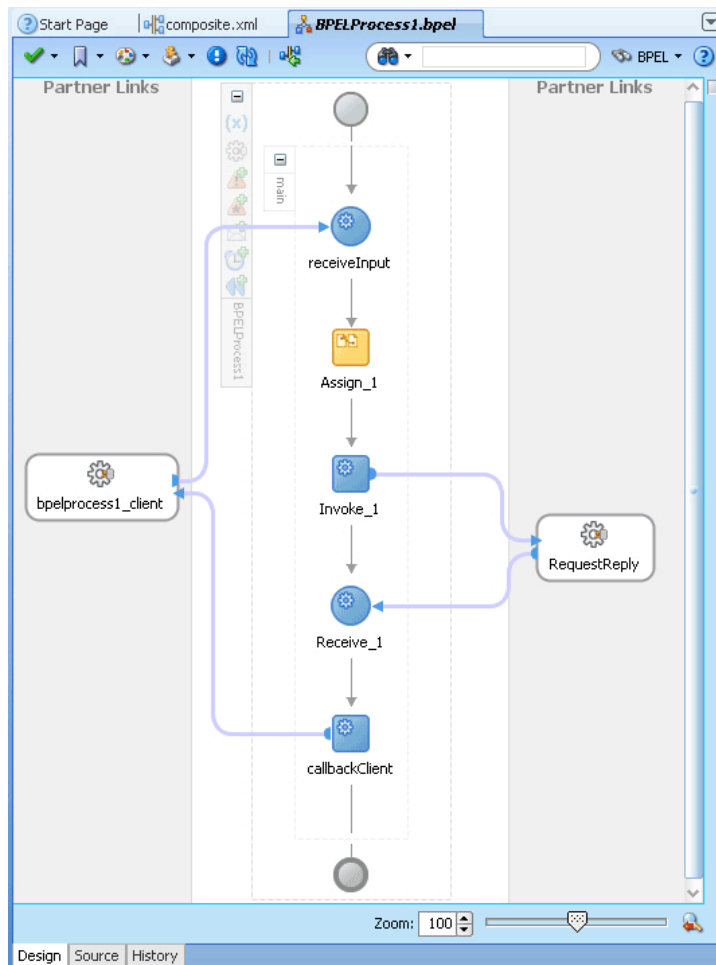 Start Page
composite.xml
BPELProcess1.bpel
BPEL
Partner Links
Partner Links
main
BPELProcess1
receiveInput
Assign_1
bpelprocess1_client
Invoke_1
RequestReply
Receive_1
callbackClient
Zoom: 100
Design Source History